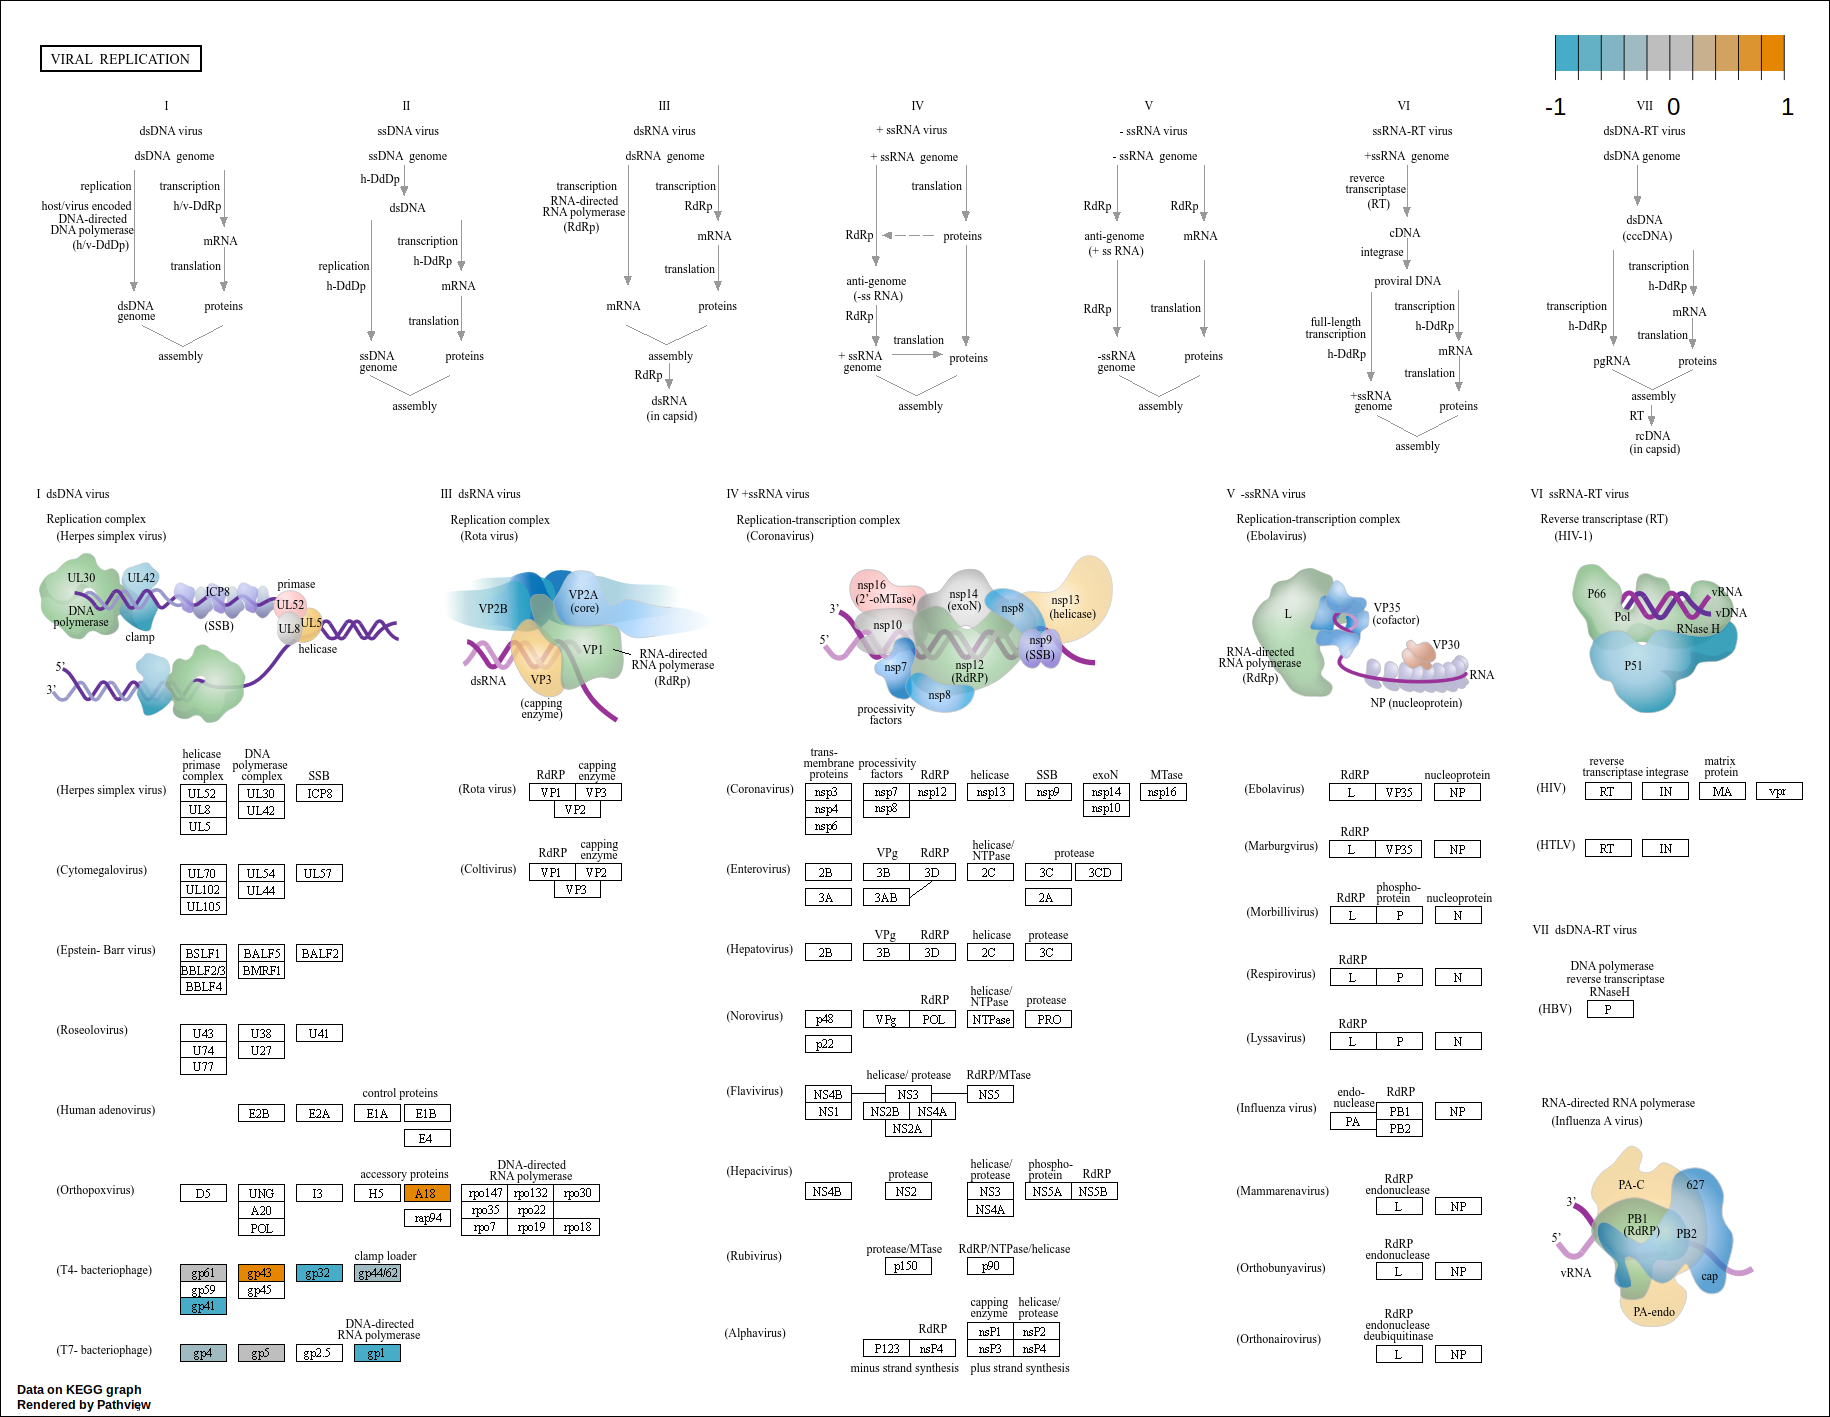 VIRAL REPLICATION
-1
0
1
I
dsDNA virus
dsDNA genome
replication
transcription
host/virus encoded
DNA-directed
DNA polymerase
(h/v-DdDp)
h/v-DdRp
mRNA
translation
dsDNA
genome
proteins
assembly
II
ssDNA virus
ssDNA genome
h-DdDp
dsDNA
transcription
h-DdRp
replication
h-DdDp
mRNA
translation
ssDNA
genome
proteins
assembly
III
dsRNA virus
dsRNA genome
transcription
RNA-directed
RNA polymerase
(RdRp)
transcription
RdRp
mRNA
translation
mRNA
proteins
assembly
RdRp
dsRNA
(in capsid)
IV
+ ssRNA virus
+ ssRNA genome
translation
RdRp
proteins
anti-genome
(-ss RNA)
RdRp
translation
+ ssRNA
genome
proteins
assembly
V
- ssRNA virus
- ssRNA genome
RdRp
RdRp
anti-genome
(+ ss RNA)
mRNA
RdRp
translation
-ssRNA
genome
proteins
assembly
VI
ssRNA-RT virus
+ssRNA genome
reverce
transcriptase
(RT)
cDNA
integrase
proviral DNA
transcription
h-DdRp
full-length
transcription
h-DdRp
mRNA
translation
+ssRNA
genome
proteins
assembly
VII
dsDNA-RT virus
dsDNA genome
dsDNA
(cccDNA)
transcription
h-DdRp
transcription
h-DdRp
mRNA
translation
pgRNA
proteins
assembly
RT
rcDNA
(in capsid)
I dsDNA virus
Replication complex
(Herpes simplex virus)
UL30
UL42
ICP8
primase
UL52
DNA
polymerase
clamp
(SSB)
UL8
UL5
helicase
5’
3’
III dsRNA virus
Replication complex
(Rota virus)
VP2B
VP2A
(core)
VP1
RNA-directed
RNA polymerase
(RdRp)
dsRNA
VP3
(capping
enzyme)
IV +ssRNA virus
Replication-transcription complex
(Coronavirus)
nsp16
(2’-oMTase)
nsp14
(exoN)
nsp8
nsp13
(helicase)
3’
nsp10
5’
nsp9
(SSB)
nsp7
nsp12
(RdRP)
nsp8
processivity
factors
V -ssRNA virus
Replication-transcription complex
(Ebolavirus)
L
VP35
(cofactor)
RNA-directed
RNA polymerase
(RdRp)
VP30
RNA
NP (nucleoprotein)
VI ssRNA-RT virus
Reverse transcriptase (RT)
(HIV-1)
P66
vRNA
vDNA
Pol
RNase H
P51
helicase
primase
complex
DNA
polymerase
complex
SSB
(Herpes simplex virus)
UL52 UL30 ICP8
UL8 UL42
UL5
(Cytomegalovirus)
UL70 UL54 UL57
UL102 UL44
UL105
(Epstein- Barr virus)
BSLF1 BALF5 BALF2
BBLF2/3 BMRF1
BBLF4
(Roseolovirus)
U43 U38 U41
U74 U27
U77
control proteins
(Human adenovirus)
E2B E2A E1A E1B
E4
accessory proteins
DNA-directed
RNA polymerase
(Orthopoxvirus)
D5 UNG I3 H5 A18 rpo147 rpo132 rpo30
A20 rap94 rpo35 rpo22
POL rpo7 rpo19 rpo18
clamp loader
(T4- bacteriophage)
gp61 gp43 gp32 gp44/62
gp59 gp45
gp41
DNA-directed
RNA polymerase
(T7- bacteriophage)
gp4 gp5 gp2.5 gp1
RdRP
capping
enzyme
(Rota virus)
VP1 VP3
VP2
RdRP
capping
enzyme
(Coltivirus)
VP1 VP2
VP3
trans-
membrane
proteins
processivity
factors
RdRP helicase SSB exoN MTase
(Coronavirus)
nsp3 nsp7 nsp12 nsp13 nsp9 nsp14 nsp16
nsp4 nsp8 nsp10
nsp6
VPg RdRP
helicase/
NTPase
protease
(Enterovirus)
2B 3B 3D 2C 3C 3CD
3A 3AB 2A
VPg RdRP helicase protease
(Hepatovirus)
2B 3B 3D 2C 3C
RdRP
helicase/
NTPase
protease
(Norovirus)
p48 VPg POL NTPase PRO
p22
helicase/ protease RdRP/MTase
(Flavivirus)
NS4B NS3 NS5
NS1 NS2B NS4A
NS2A
protease
helicase/
protease
phospho-
protein
RdRP
(Hepacivirus)
NS4B NS2 NS3 NS5A NS5B
NS4A
protease/MTase RdRP/NTPase/helicase
(Rubivirus)
p150 p90
RdRP
capping
enzyme
helicase/
protease
(Alphavirus)
nsP1 nsP2
P123 nsP4 nsP3 nsP4
minus strand synthesis plus strand synthesis
RdRP nucleoprotein
(Ebolavirus)
L VP35 NP
RdRP
(Marburgvirus)
L VP35 NP
RdRP
phospho-
protein
nucleoprotein
(Morbillivirus)
L P N
RdRP
(Respirovirus)
L P N
RdRP
(Lyssavirus)
L P N
endo-
nuclease
RdRP
(Influenza virus)
PA PB1 NP
PB2
RdRP
endonuclease
(Mammarenavirus)
L NP
RdRP
endonuclease
(Orthobunyavirus)
L NP
RdRP
endonuclease
deubiquitinase
(Orthonairovirus)
L NP
reverse
transcriptase
integrase
matrix
protein
(HIV)
RT IN MA vpr
(HTLV)
RT IN
VII dsDNA-RT virus
DNA polymerase
reverse transcriptase
RNaseH
(HBV)
P
RNA-directed RNA polymerase
(Influenza A virus)
PA-C
627
3’
PB1
(RdRP)
PB2
5’
vRNA
cap
PA-endo
Data on KEGG graph
Rendered by Pathview